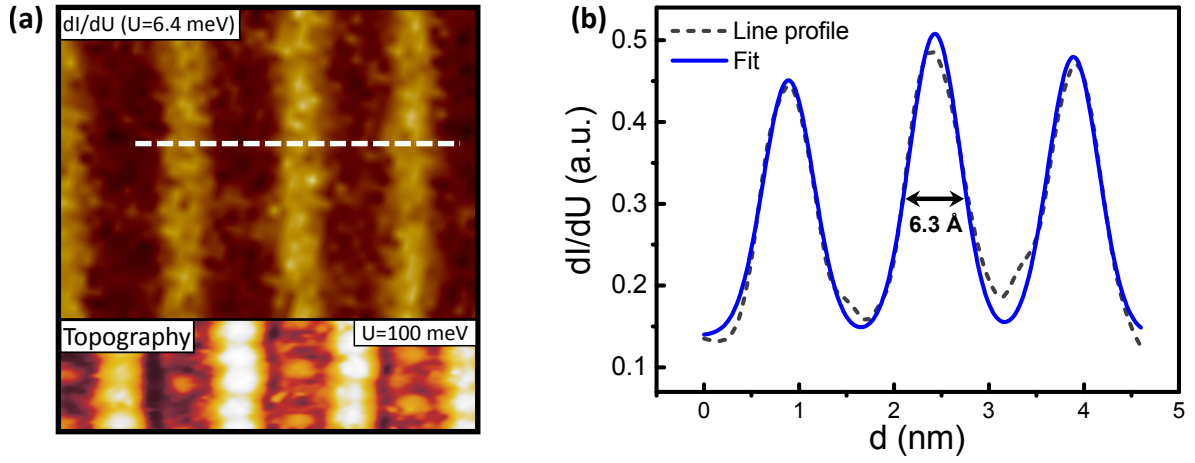 (a)
dI/dU (U=6.4 meV)
Topography
U=100 meV
(b)
Line profile
Fit
6.3 Å
dI/dU (a.u.)
0.5
0.4
0.3
0.2
0.1
0 1 2 3 4 5
d (nm)